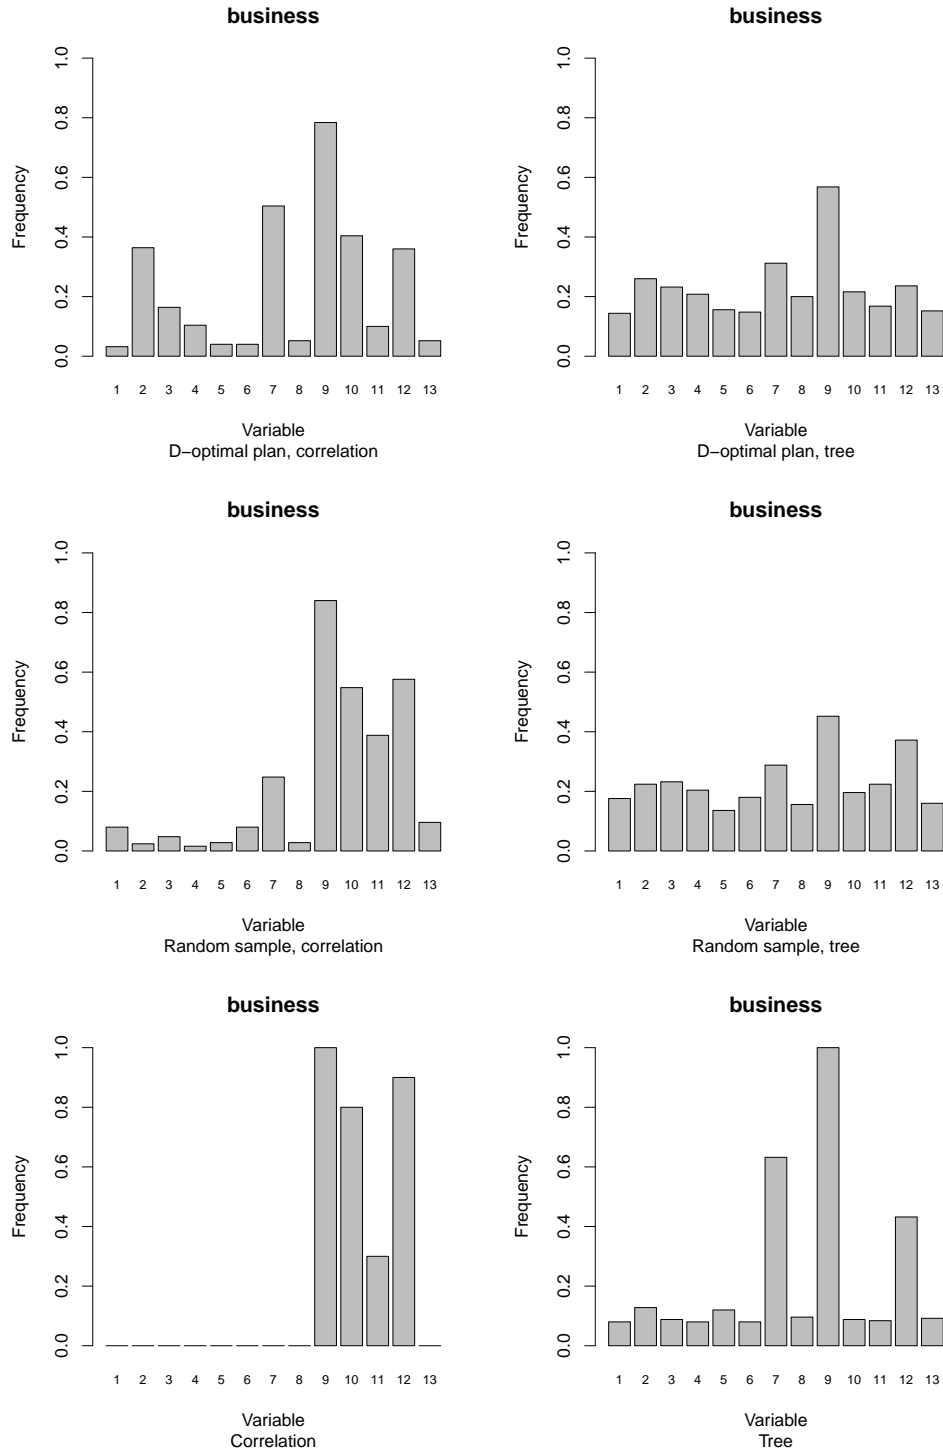 business
1.0
0.8
0.6
0.4
0.2
0.0
Frequency
1 2 3 4 5 6 7 8 9 10 11 12 13
Variable
D−optimal plan, correlation
business
1.0
0.8
0.6
0.4
0.2
0.0
Frequency
1 2 3 4 5 6 7 8 9 10 11 12 13
Variable
D−optimal plan, tree
business
1.0
0.8
0.6
0.4
0.2
0.0
Frequency
1 2 3 4 5 6 7 8 9 10 11 12 13
Variable
Random sample, correlation
business
1.0
0.8
0.6
0.4
0.2
0.0
Frequency
1 2 3 4 5 6 7 8 9 10 11 12 13
Variable
Random sample, tree
business
1.0
0.8
0.6
0.4
0.2
0.0
Frequency
1 2 3 4 5 6 7 8 9 10 11 12 13
Variable
Correlation
business
1.0
0.8
0.6
0.4
0.2
0.0
Frequency
1 2 3 4 5 6 7 8 9 10 11 12 13
Variable
Tree